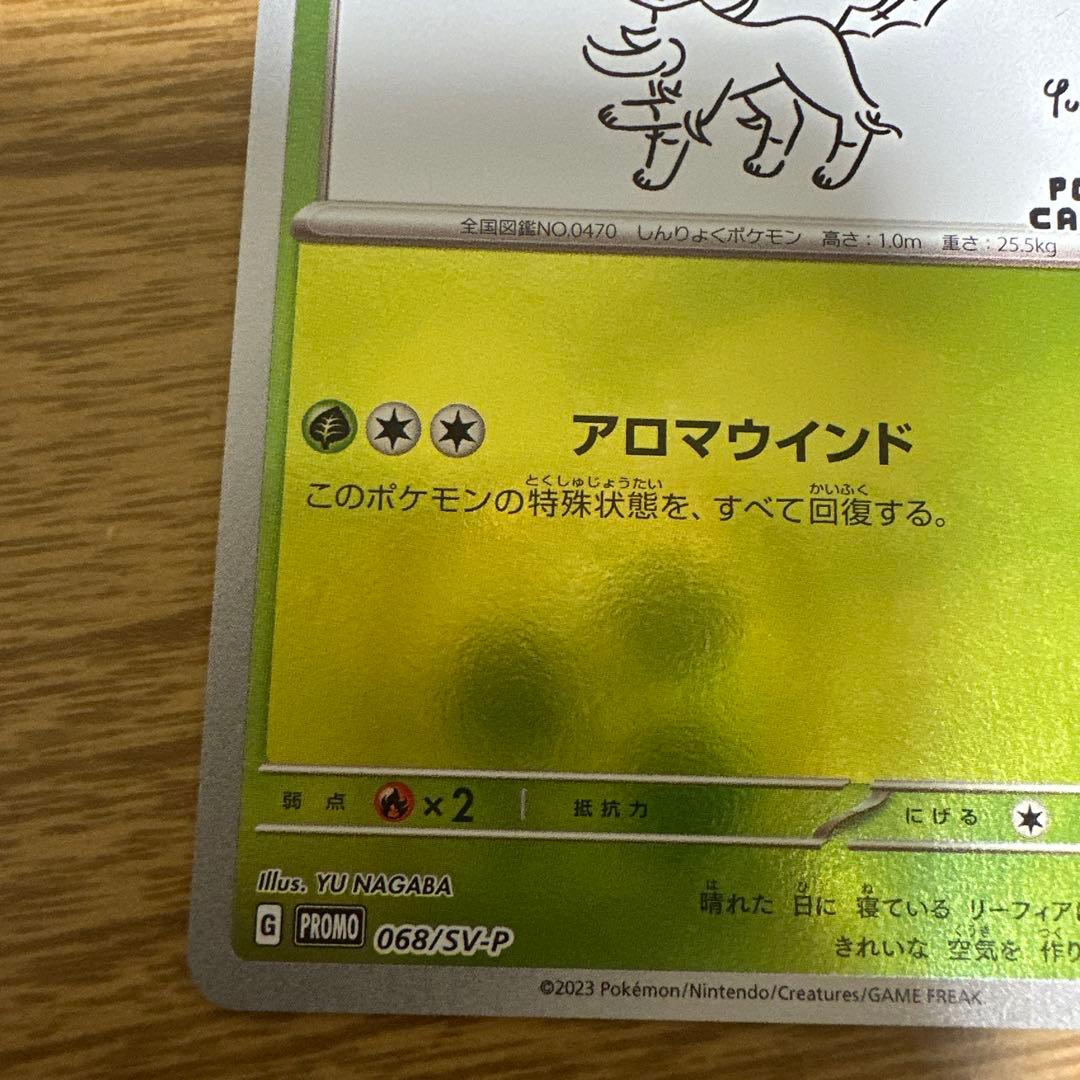 Yu
PO
CA
全国図鑑NO.0470 しんりょくポケモン 高さ:1.0m 重さ:25.5kg
アロマウインド
とくしゅじょうたい かいふく
このポケモンの特殊状態を、すべて回復する。
弱点 ×2 抵抗力 にげる
Illus. YU NAGABA
G PROMO 068/SV-P
は ひ ね
晴れた 日に 寝ている リーフィアは
くうき つく
きれいな 空気を 作り
©2023 Pokémon/Nintendo/Creatures/GAME FREAK.